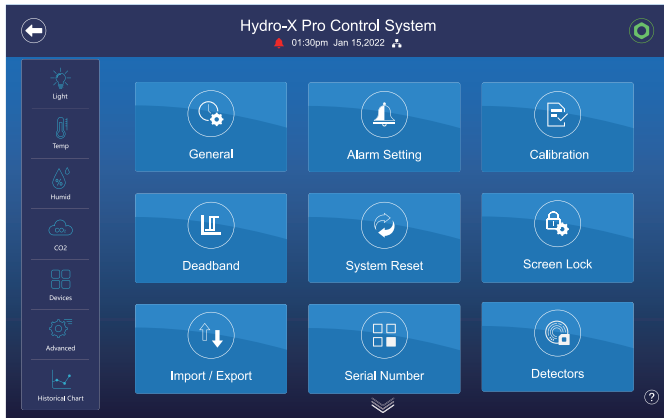 Hydro-X Pro Control System
01:30pm Jan 15,2022
Light
Temp
%
Humid
CO₂
CO2
Devices
Advanced
Historical Chart
General
Alarm Setting
Calibration
Deadband
System Reset
Screen Lock
Import / Export
Serial Number
Detectors
?